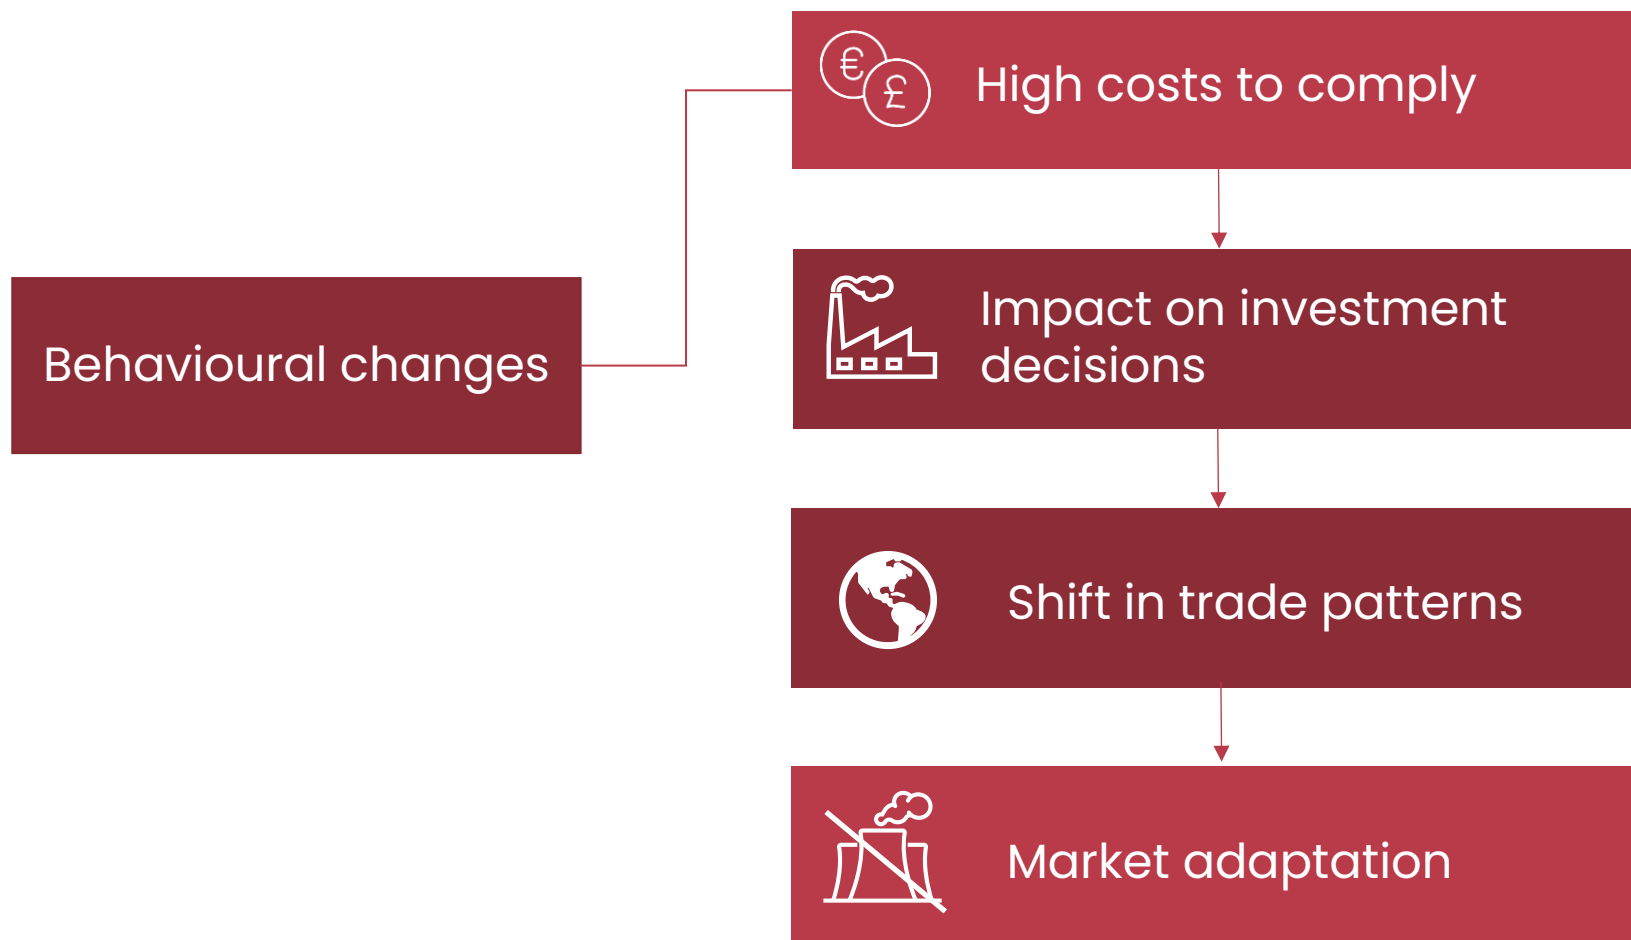 €
£
High costs to comply
Behavioural changes
Impact on investment
decisions
Shift in trade patterns
Market adaptation